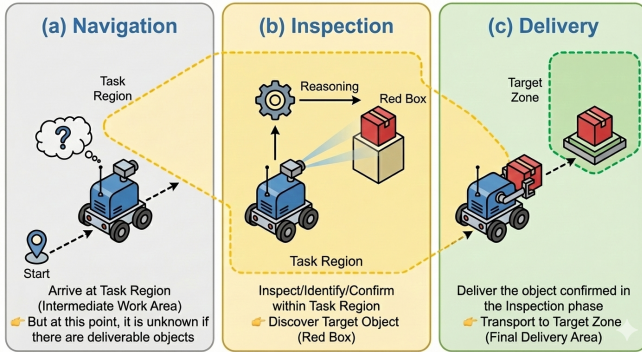 (a) Navigation
Task
Region
?
Start
Arrive at Task Region
(Intermediate Work Area)
👉 But at this point, it is unknown if
there are deliverable objects
(b) Inspection
Reasoning
Red Box
Task Region
Inspect/Identify/Confirm
within Task Region
👉 Discover Target Object
(Red Box)
(c) Delivery
Target
Zone
Deliver the object confirmed in
the Inspection phase
👉 Transport to Target Zone
(Final Delivery Area)